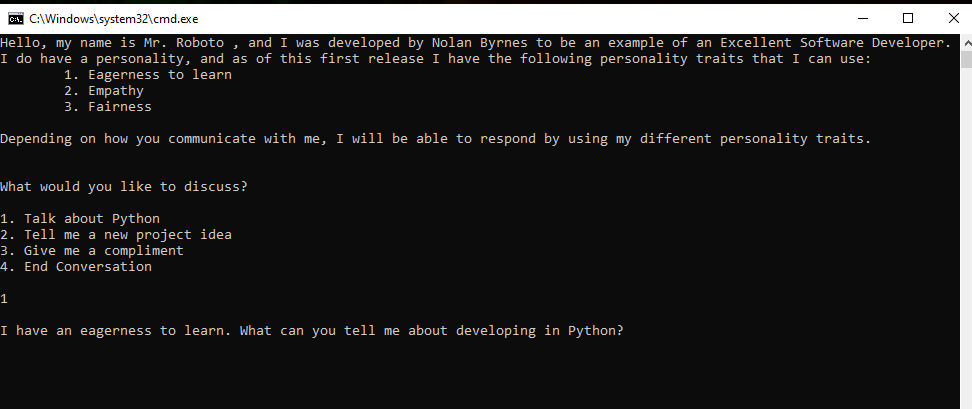 C:\Windows\system32\cmd.exe
Hello, my name is Mr. Roboto , and I was developed by Nolan Byrnes to be an example of an Excellent Software Developer.
I do have a personality, and as of this first release I have the following personality traits that I can use:
1. Eagerness to learn
2. Empathy
3. Fairness
Depending on how you communicate with me, I will be able to respond by using my different personality traits.
What would you like to discuss?
1. Talk about Python
2. Tell me a new project idea
3. Give me a compliment
4. End Conversation
1
I have an eagerness to learn. What can you tell me about developing in Python?